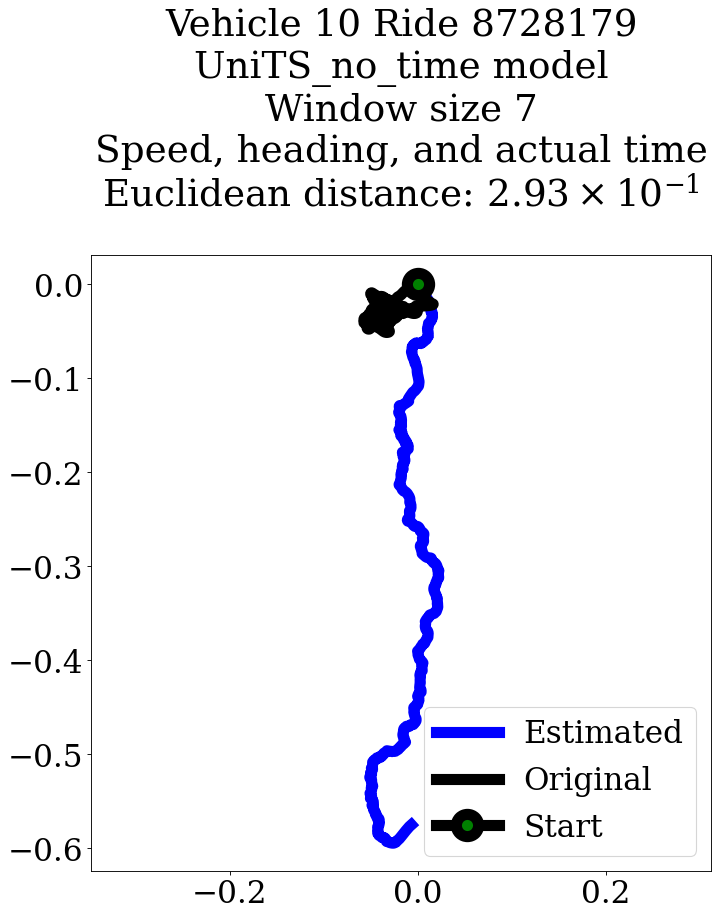 Vehicle 10 Ride 8728179
UniTS_no_time model
Window size 7
Speed, heading, and actual time
Euclidean distance: 2.93 × 10⁻¹
0.0
−0.1
−0.2
−0.3
−0.4
−0.5
−0.6
−0.2 0.0 0.2
Estimated
Original
Start